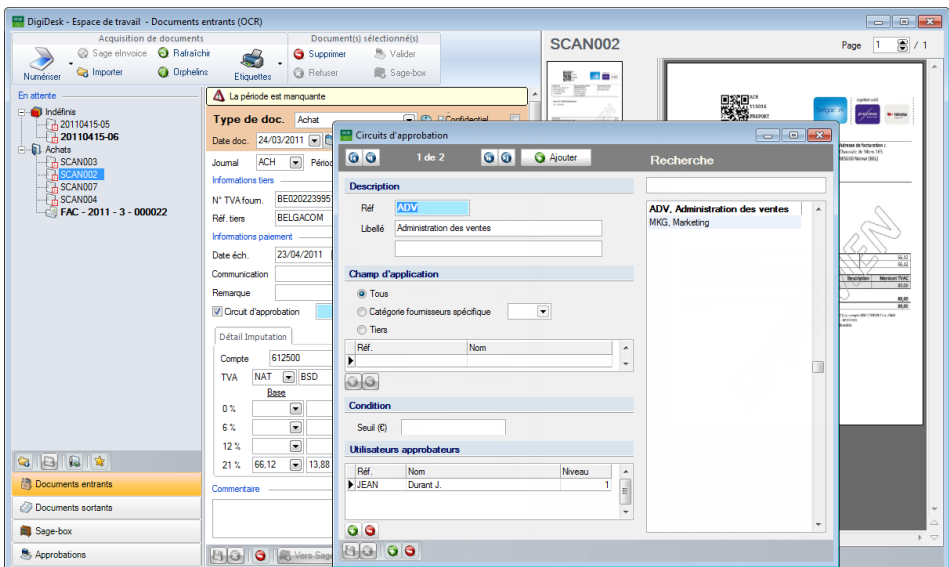 DigiDesk - Espace de travail - Documents entrants (OCR)
Acquisition de documents
Document(s) sélectionné(s)
Numériser
Sage eInvoice
Importer
Rafraîchir
Orphelins
Etiquettes
Supprimer
Refuser
Valider
Sage-box
SCAN002
Page 1 / 1
En attente
Indéfinis
20110415-05
20110415-06
Achats
SCAN003
SCAN002
SCAN007
SCAN004
FAC - 2011 - 3 - 000022
La période est manquante
Type de doc. Achat
Confidentiel
Date doc. 24/03/2011
Journal ACH
Informations tiers
N° TVA fourn.
Réf. tiers BELGACOM
Informations paiement
Date éch. 23/04/2011
Communication
Remarque
Circuit d'approbation
Détail Imputation
Compte 612500
TVA NAT BSD
Base
0 %
6 %
12 %
21 % 66,12 13,88
Commentaire
Documents entrants
Documents sortants
Sage-box
Approbations
Circuits d'approbation
1 de 2
Ajouter
Recherche
Description
Réf ADV
Libellé Administration des ventes
Champ d'application
Tous
Catégorie fournisseurs spécifique
Tiers
Réf. Nom
Condition
Seuil (€)
Utilisateurs approbateurs
Réf. Nom Niveau
JEAN Durant J. 1
ADV, Administration des ventes
MKG, Marketing